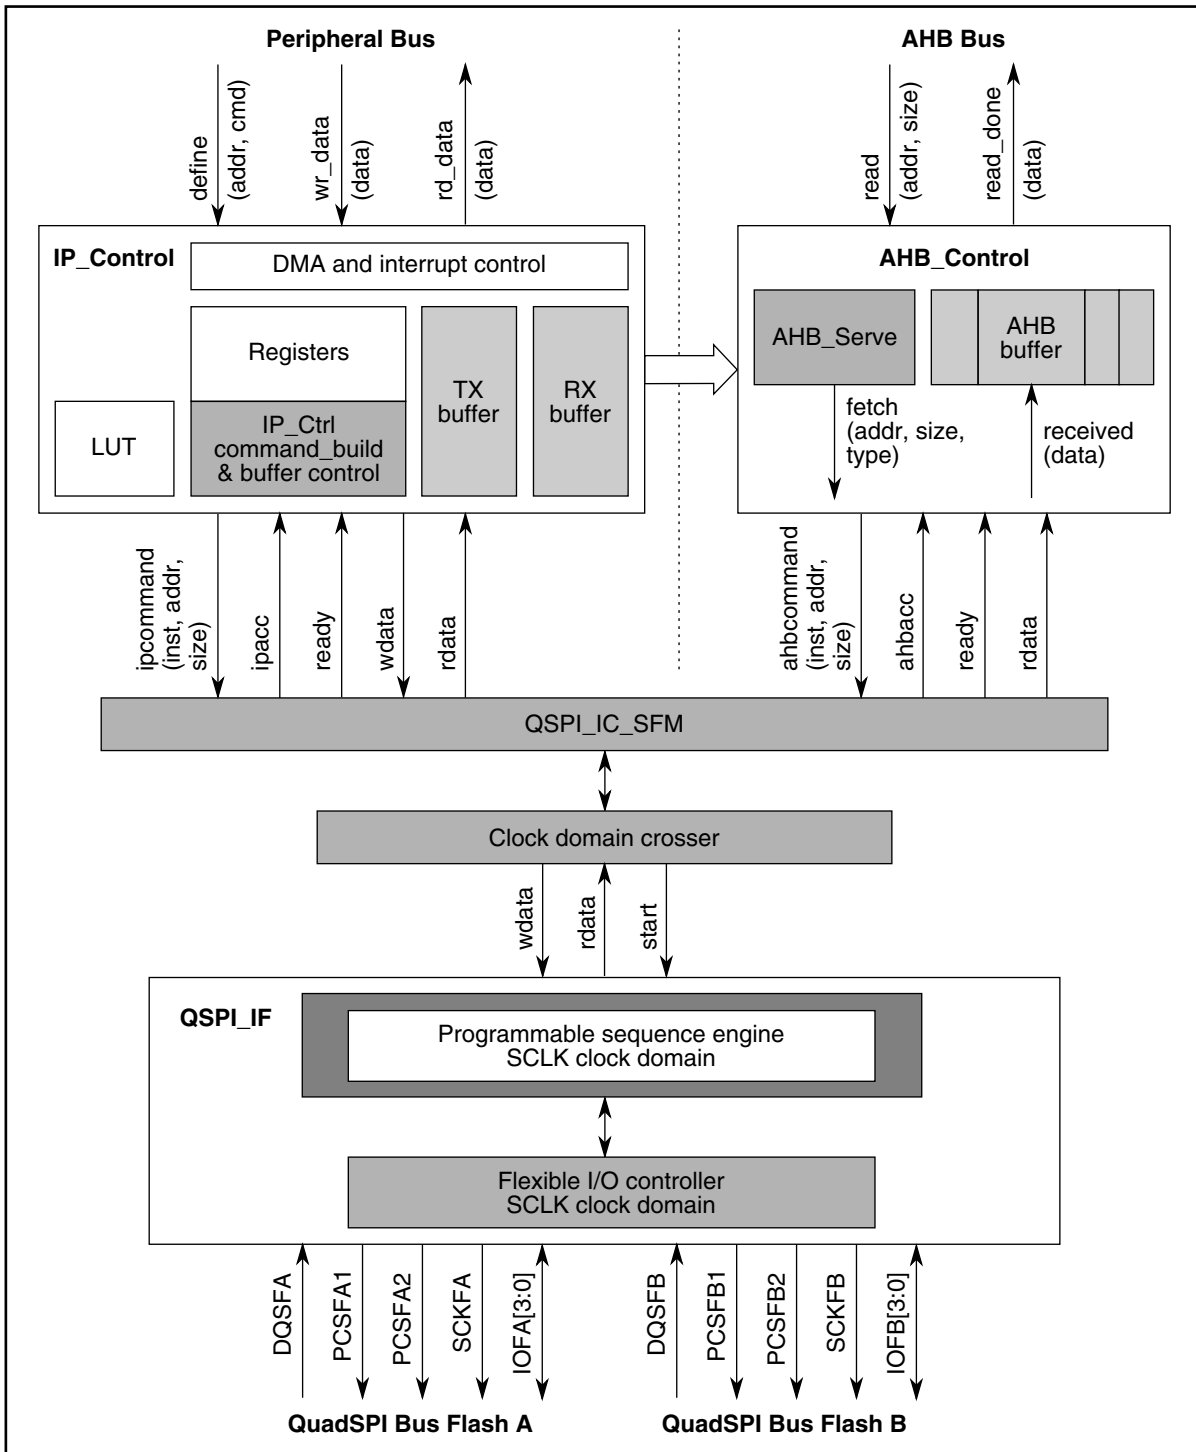 Peripheral Bus
AHB Bus
define
(addr, cmd)
wr_data
(data)
rd_data
(data)
read
(addr, size)
read_done
(data)
IP_Control
DMA and interrupt control
Registers
LUT
IP_Ctrl
command_build
& buffer control
TX
buffer
RX
buffer
AHB_Control
AHB_Serve
AHB
buffer
fetch
(addr, size,
type)
received
(data)
ipcommand
(inst, addr,
size)
ipacc
ready
wdata
rdata
ahbcommand
(inst, addr,
size)
ahbacc
ready
rdata
QSPI_IC_SFM
Clock domain crosser
wdata
rdata
start
QSPI_IF
Programmable sequence engine
SCLK clock domain
Flexible I/O controller
SCLK clock domain
DQSFA
PCSFA1
PCSFA2
SCKFA
IOFA[3:0]
DQSFB
PCSFB1
PCSFB2
SCKFB
IOFB[3:0]
QuadSPI Bus Flash A
QuadSPI Bus Flash B